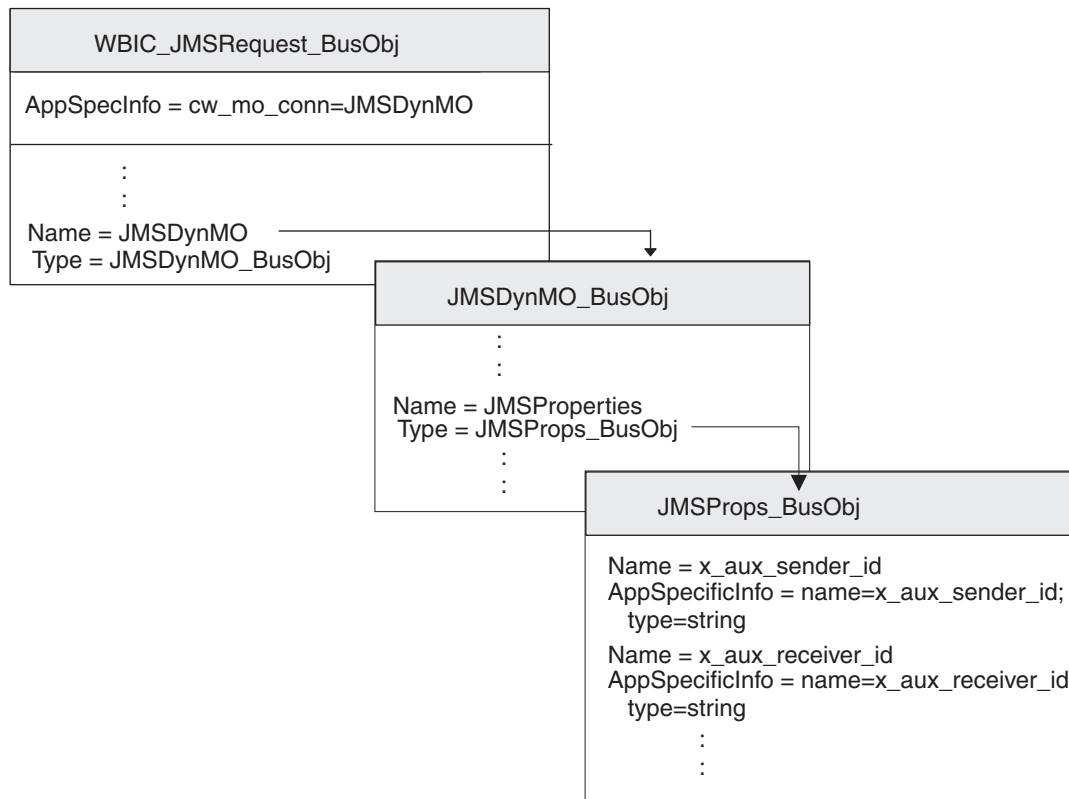 WBIC_JMSRequest_BusObj
AppSpecInfo = cw_mo_conn=JMSDynMO
:
:
Name = JMSDynMO
Type = JMSDynMO_BusObj
JMSDynMO_BusObj
:
:
Name = JMSProperties
Type = JMSProps_BusObj
:
:
JMSProps_BusObj
Name = x_aux_sender_id
AppSpecificInfo = name=x_aux_sender_id;
type=string
Name = x_aux_receiver_id
AppSpecificInfo = name=x_aux_receiver_id
type=string
:
: